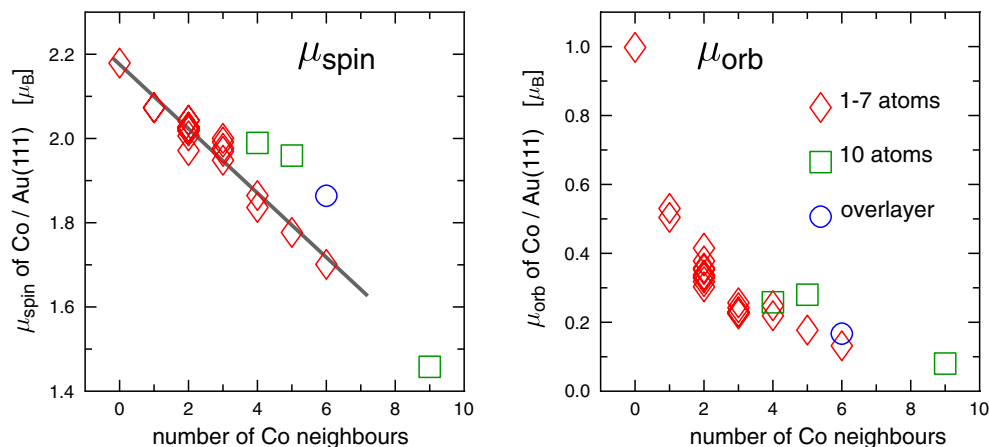 μspin of Co / Au(111) [μB]
2.2
2.0
1.8
1.6
1.4
0 2 4 6 8 10
number of Co neighbours
μspin
μorb of Co / Au(111) [μB]
1.0
0.8
0.6
0.4
0.2
0.0
0 2 4 6 8 10
number of Co neighbours
μorb
1-7 atoms
10 atoms
overlayer